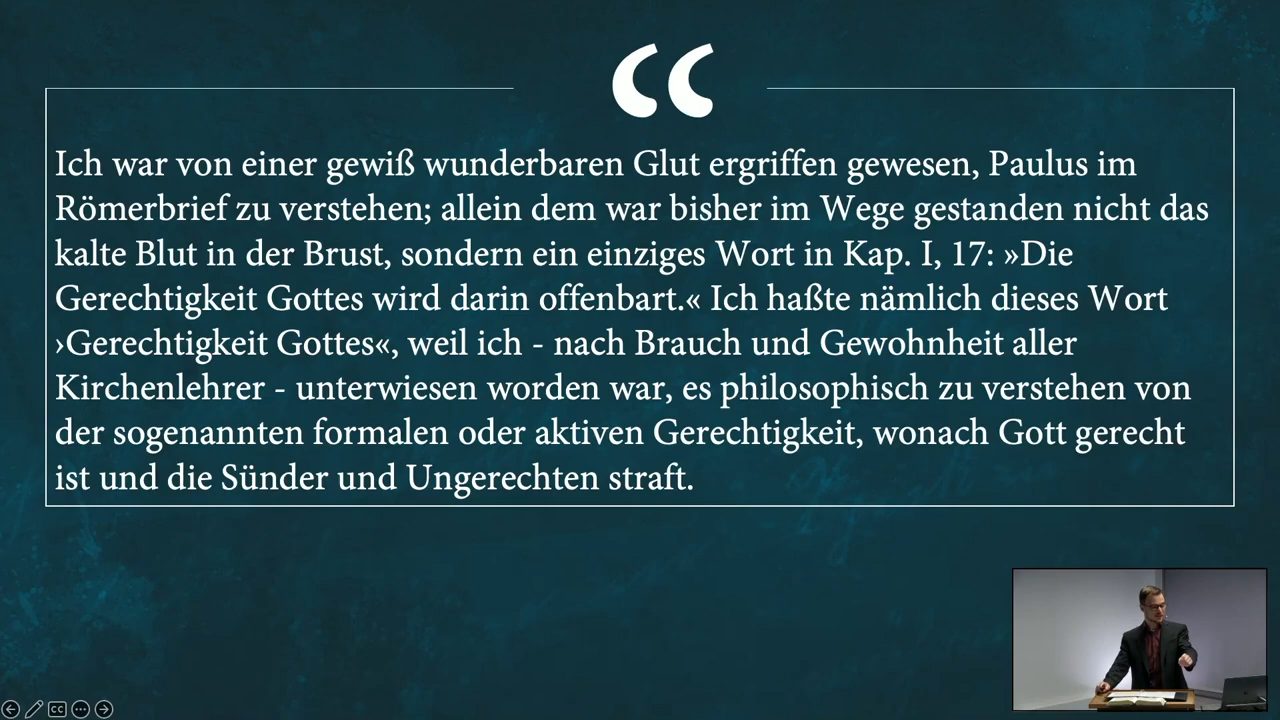 “
Ich war von einer gewiß wunderbaren Glut ergriffen gewesen, Paulus im
Römerbrief zu verstehen; allein dem war bisher im Wege gestanden nicht das
kalte Blut in der Brust, sondern ein einziges Wort in Kap. I, 17: »Die
Gerechtigkeit Gottes wird darin offenbart.« Ich haßte nämlich dieses Wort
›Gerechtigkeit Gottes«, weil ich - nach Brauch und Gewohnheit aller
Kirchenlehrer - unterwiesen worden war, es philosophisch zu verstehen von
der sogenannten formalen oder aktiven Gerechtigkeit, wonach Gott gerecht
ist und die Sünder und Ungerechten straft.
CC